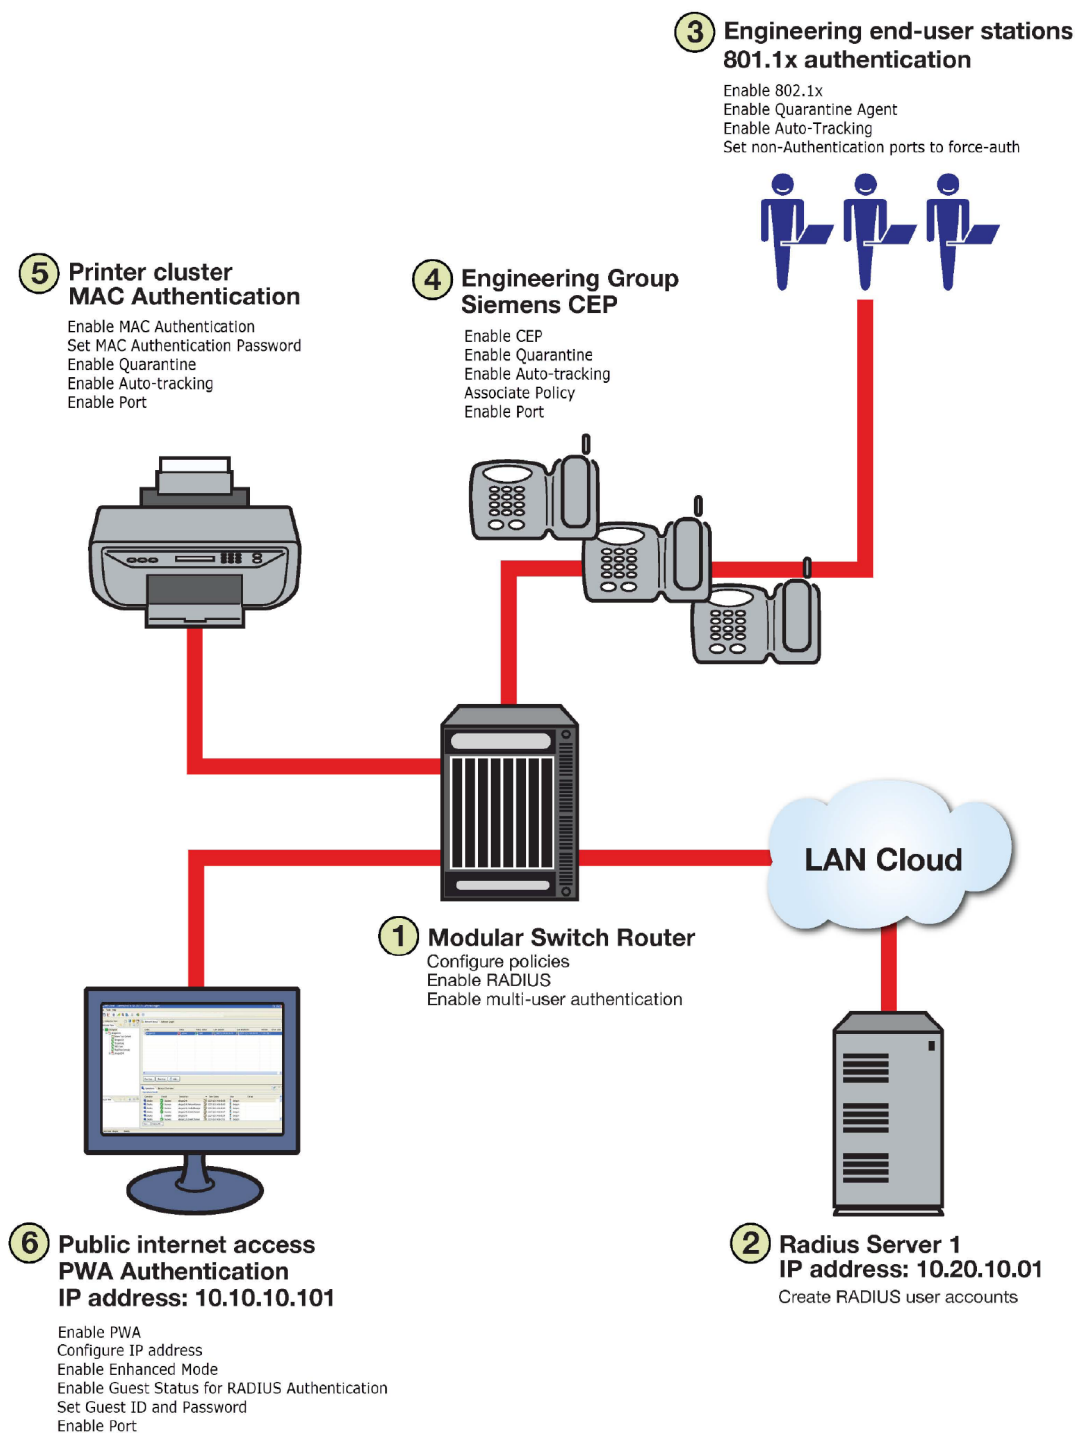 3 Engineering end-user stations
801.1x authentication
Enable 802.1x
Enable Quarantine Agent
Enable Auto-Tracking
Set non-Authentication ports to force-auth
5 Printer cluster
MAC Authentication
Enable MAC Authentication
Set MAC Authentication Password
Enable Quarantine
Enable Auto-tracking
Enable Port
4 Engineering Group
Siemens CEP
Enable CEP
Enable Quarantine
Enable Auto-tracking
Associate Policy
Enable Port
LAN Cloud
1 Modular Switch Router
Configure policies
Enable RADIUS
Enable multi-user authentication
6 Public internet access
PWA Authentication
IP address: 10.10.10.101
Enable PWA
Configure IP address
Enable Enhanced Mode
Enable Guest Status for RADIUS Authentication
Set Guest ID and Password
Enable Port
2 Radius Server 1
IP address: 10.20.10.01
Create RADIUS user accounts